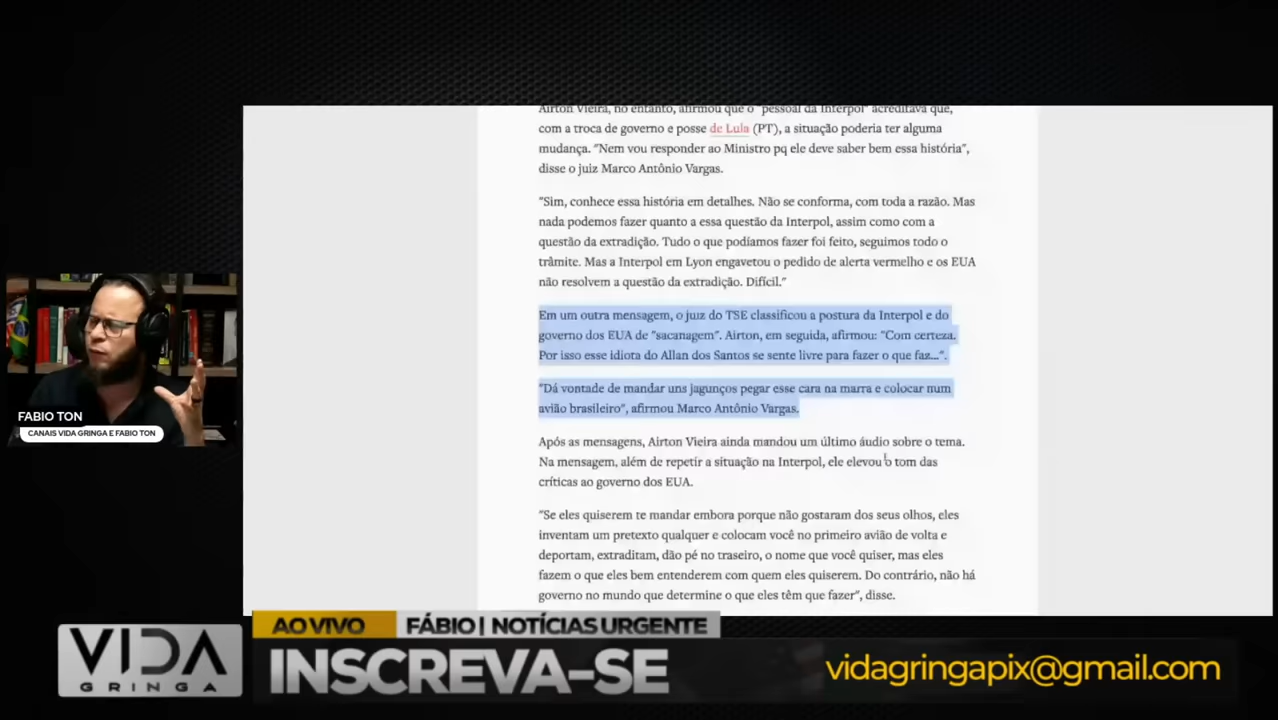 Airton Vieira, no entanto, afirmou que o "pessoal da Interpol" acreditava que,
com a troca de governo e posse de Lula (PT), a situação poderia ter alguma
mudança. "Nem vou responder ao Ministro pq ele deve saber bem essa história",
disse o juiz Marco Antônio Vargas.
"Sim, conhece essa história em detalhes. Não se conforma, com toda a razão. Mas
nada podemos fazer quanto a essa questão da Interpol, assim como com a
questão da extradição. Tudo o que podíamos fazer foi feito, seguimos todo o
trâmite. Mas a Interpol em Lyon engavetou o pedido de alerta vermelho e os EUA
não resolvem a questão da extradição. Difícil."
Em um outra mensagem, o juiz do TSE classificou a postura da Interpol e do
governo dos EUA de "sacanagem". Airton, em seguida, afirmou: "Com certeza.
Por isso esse idiota do Allan dos Santos se sente livre para fazer o que faz...".
"Dá vontade de mandar uns jagunços pegar esse cara na marra e colocar num
avião brasileiro", afirmou Marco Antônio Vargas.
Após as mensagens, Airton Vieira ainda mandou um último áudio sobre o tema.
Na mensagem, além de repetir a situação na Interpol, ele elevou o tom das
críticas ao governo dos EUA.
"Se eles quiserem te mandar embora porque não gostaram dos seus olhos, eles
inventam um pretexto qualquer e colocam você no primeiro avião de volta e
deportam, extraditam, dão pé no traseiro, o nome que você quiser, mas eles
fazem o que eles bem entenderem com quem eles quiserem. Do contrário, não há
governo no mundo que determine o que eles têm que fazer", disse.
FABIO TON
CANAIS VIDA GRINGA E FABIO TON
AO VIVO
FÁBIO | NOTÍCIAS URGENTE
VIDA
GRINGA
INSCREVA-SE
vidagringapix@gmail.com